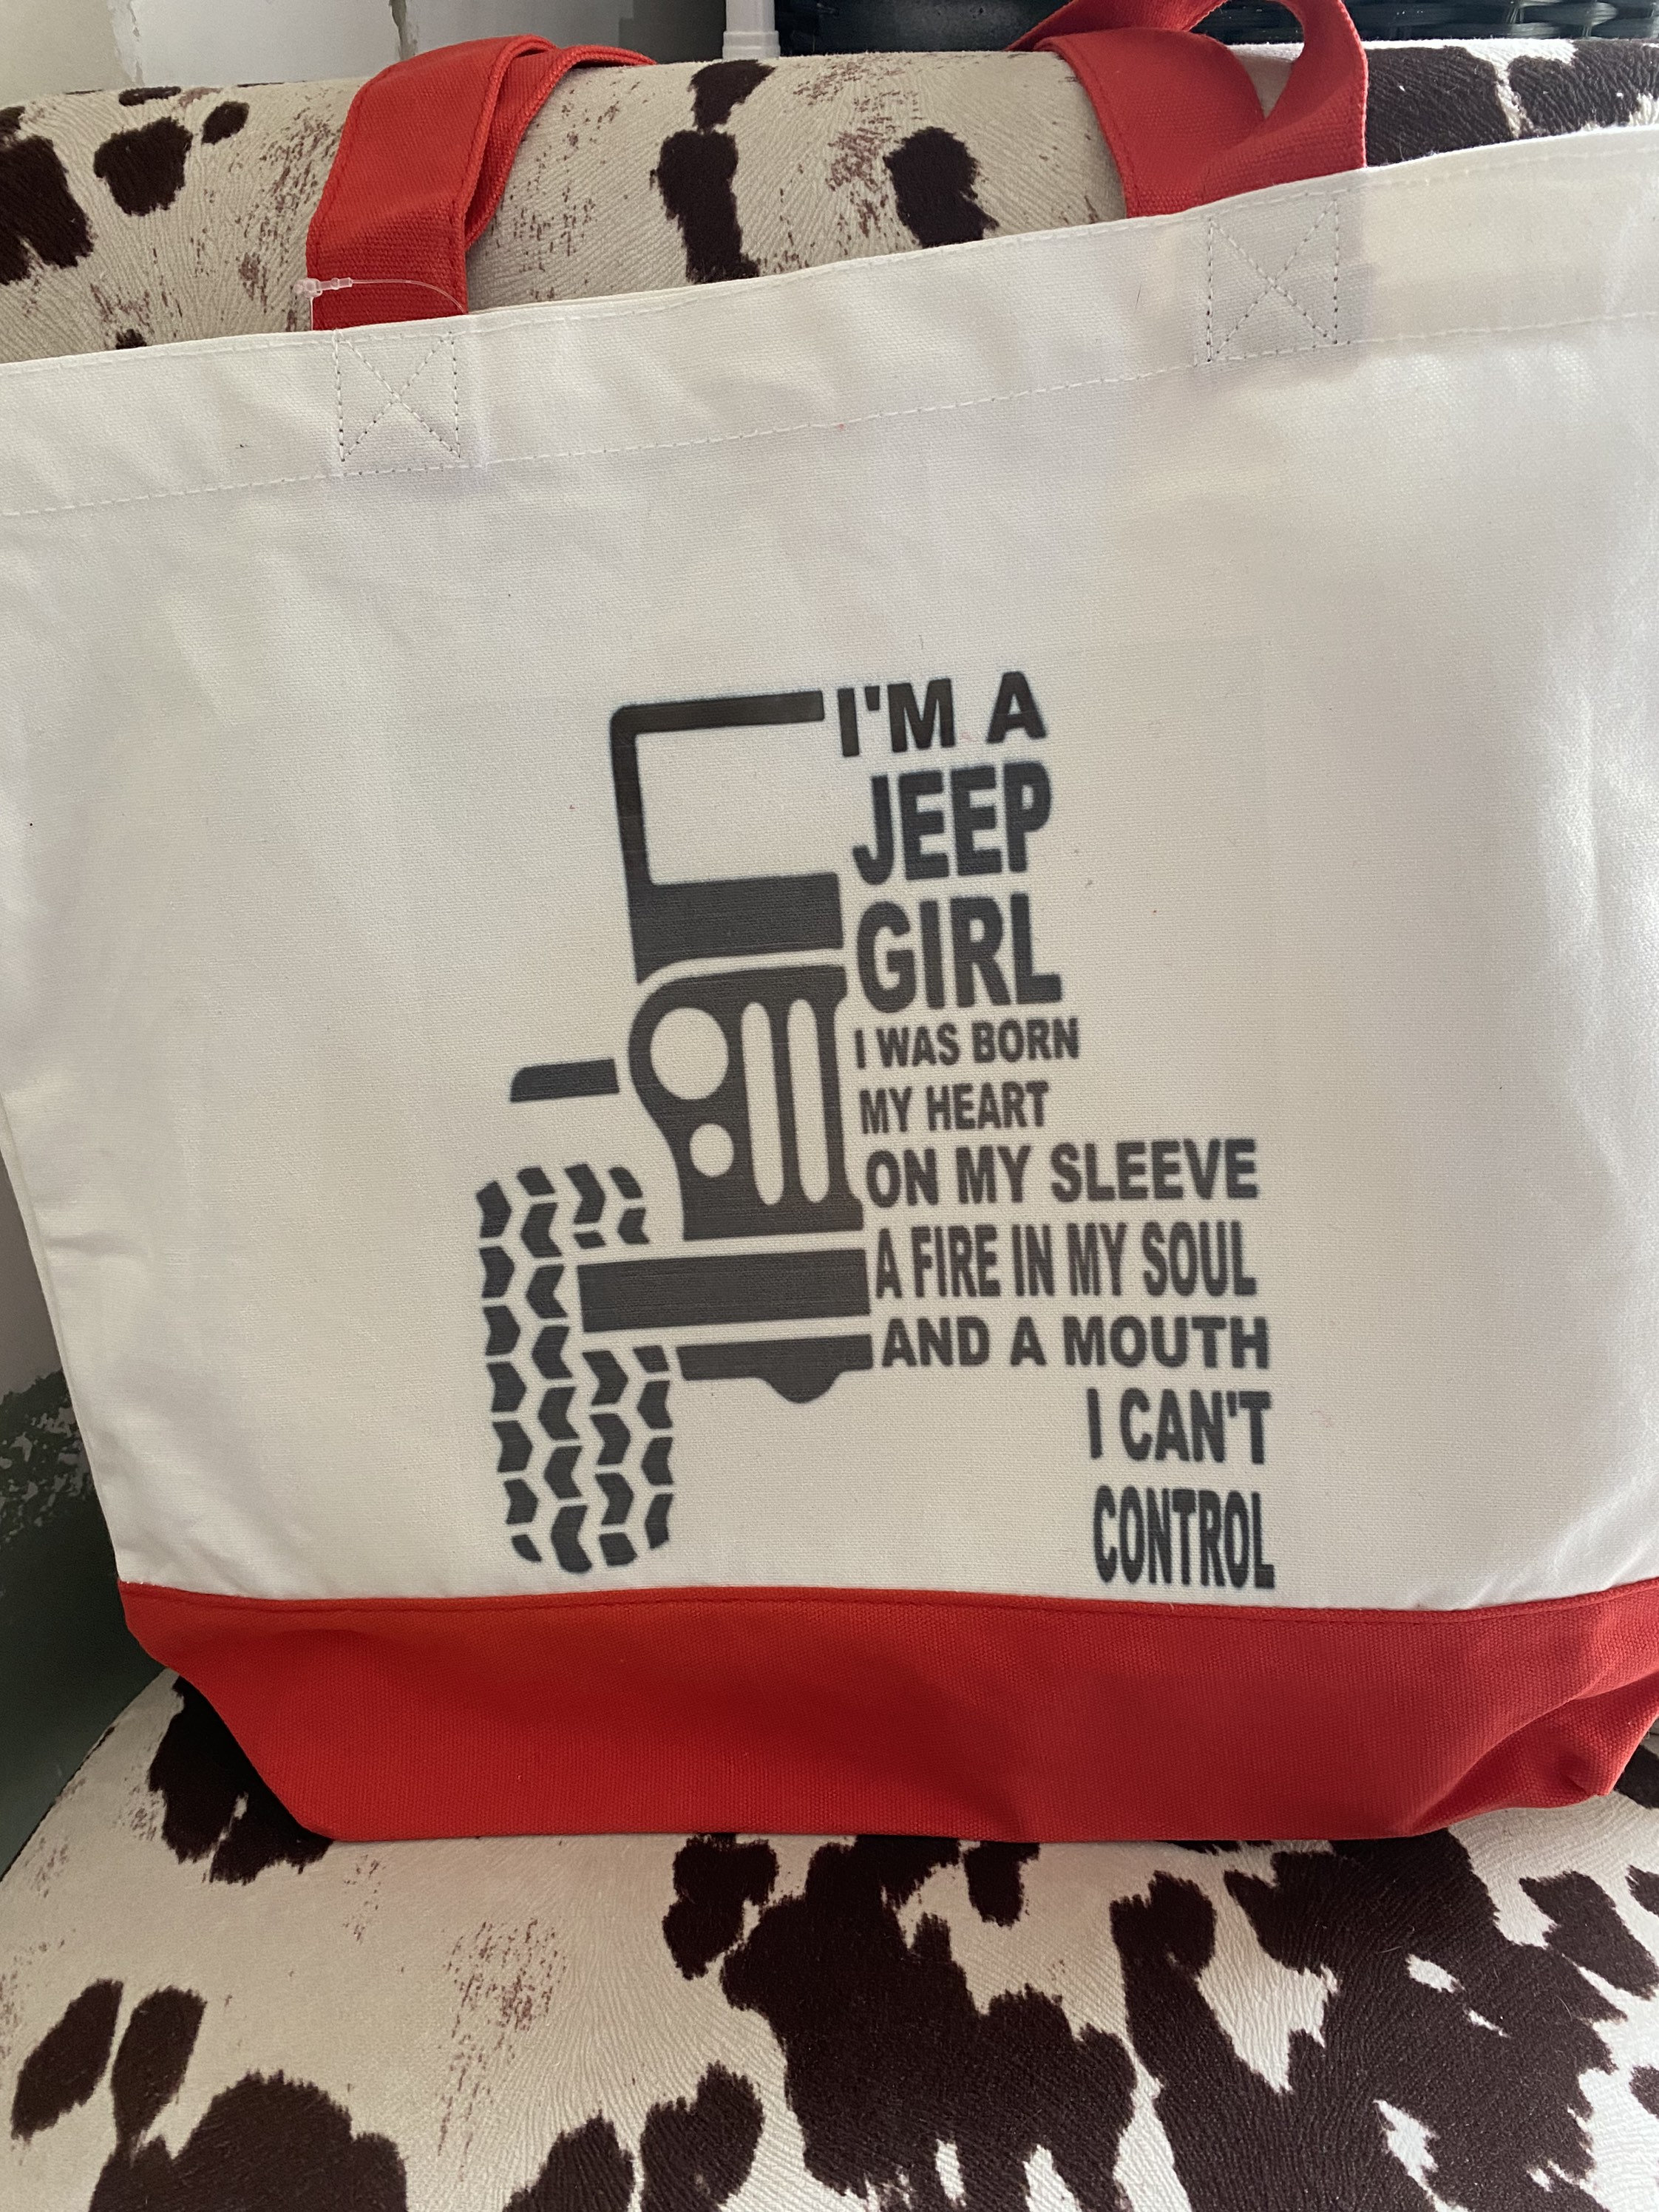 I'M A
JEEP
GIRL
I WAS BORN
MY HEART
ON MY SLEEVE
A FIRE IN MY SOUL
AND A MOUTH
I CAN'T
CONTROL